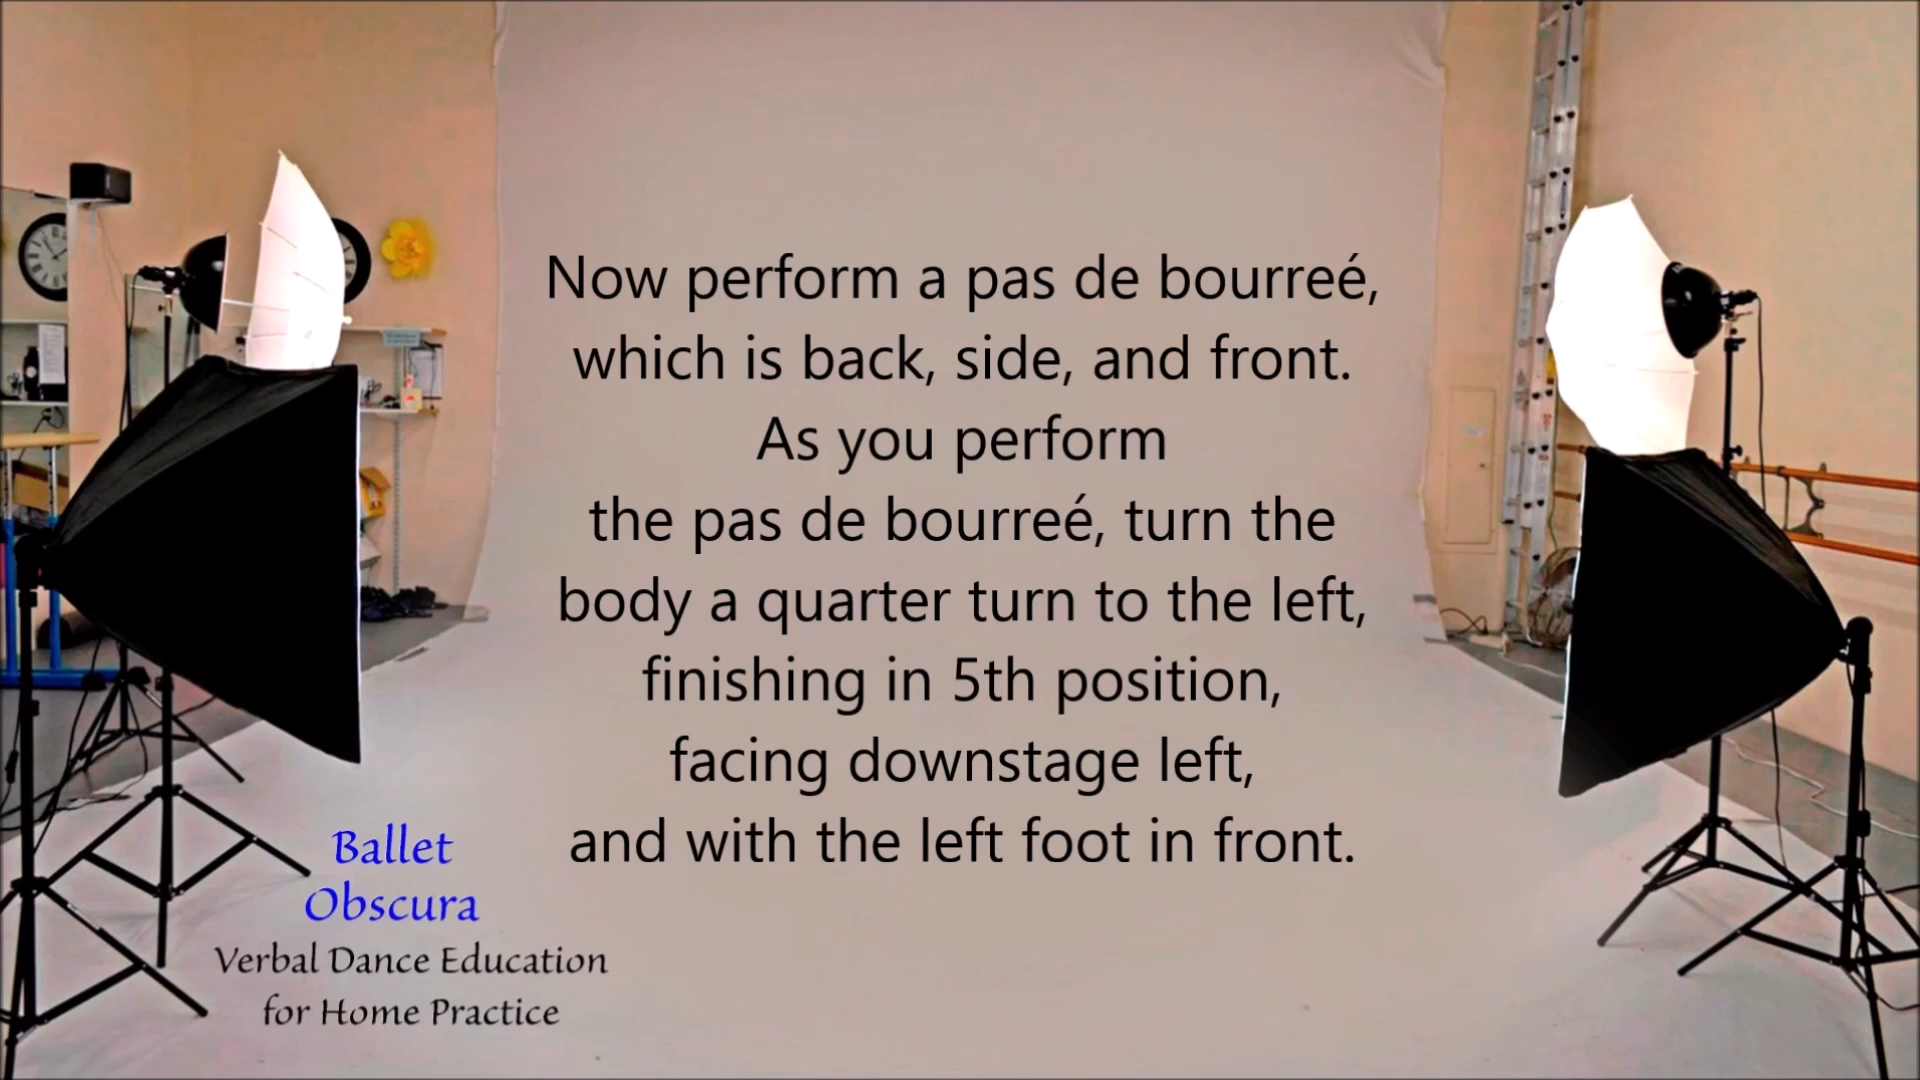 Now perform a pas de bourreé,
which is back, side, and front.
As you perform
the pas de bourreé, turn the
body a quarter turn to the left,
finishing in 5th position,
facing downstage left,
and with the left foot in front.
Ballet
Obscura
Verbal Dance Education
for Home Practice